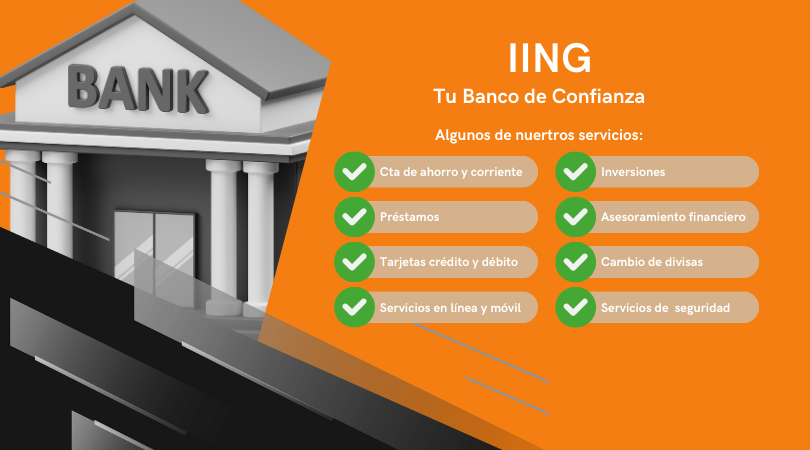 BANK
IING
Tu Banco de Confianza
Algunos de nuertros servicios:
Cta de ahorro y corriente
Inversiones
Préstamos
Asesoramiento financiero
Tarjetas crédito y débito
Cambio de divisas
Servicios en línea y móvil
Servicios de  seguridad